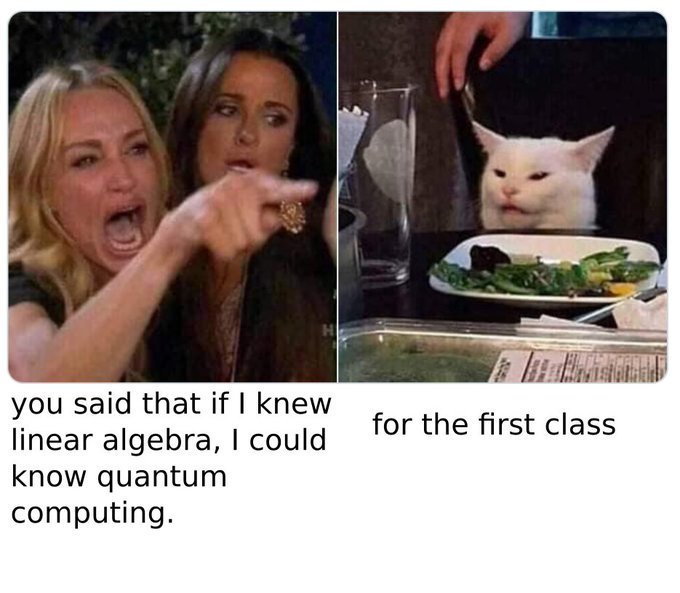 you said that if I knew
linear algebra, I could
know quantum
computing.
for the first class